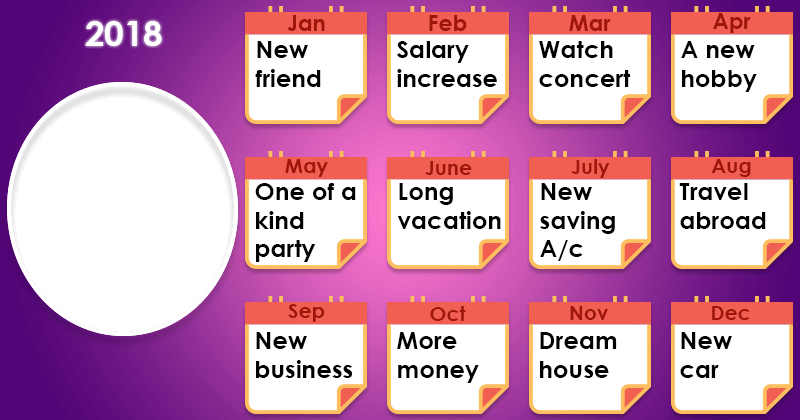 2018
Jan
New
friend
Feb
Salary
increase
Mar
Watch
concert
Apr
A new
hobby
May
One of a
kind
party
June
Long
vacation
July
New
saving
A/c
Aug
Travel
abroad
Sep
New
business
Oct
More
money
Nov
Dream
house
Dec
New
car